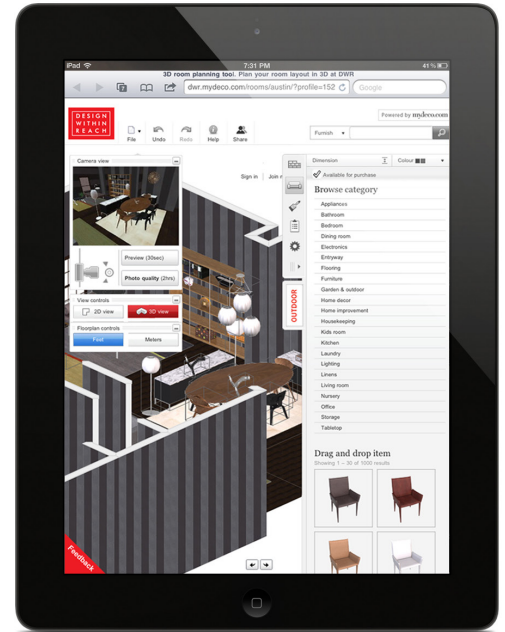 iPad
7:31 PM
41%
3D room planning tool. Plan your room layout in 3D at DWR
dwr.mydeco.com/rooms/austin/?profile=152
Google
DESIGN
WITHIN
REACH
File
Undo
Redo
Help
Share
Powered by mydeco.com
Furnish
Camera view
Preview (30sec)
Photo quality (2hrs)
View controls
2D view
3D view
Floorplan controls
Feet
Meters
Sign in
Join
OUTDOOR
Dimension
Colour
Available for purchase
Browse category
Appliances
Bathroom
Bedroom
Dining room
Electronics
Entryway
Flooring
Furniture
Garden & outdoor
Home decor
Home improvement
Housekeeping
Kids room
Kitchen
Laundry
Lighting
Linens
Living room
Nursery
Office
Storage
Tabletop
Drag and drop item
Showing 1 - 30 of 1000 results
Feedback